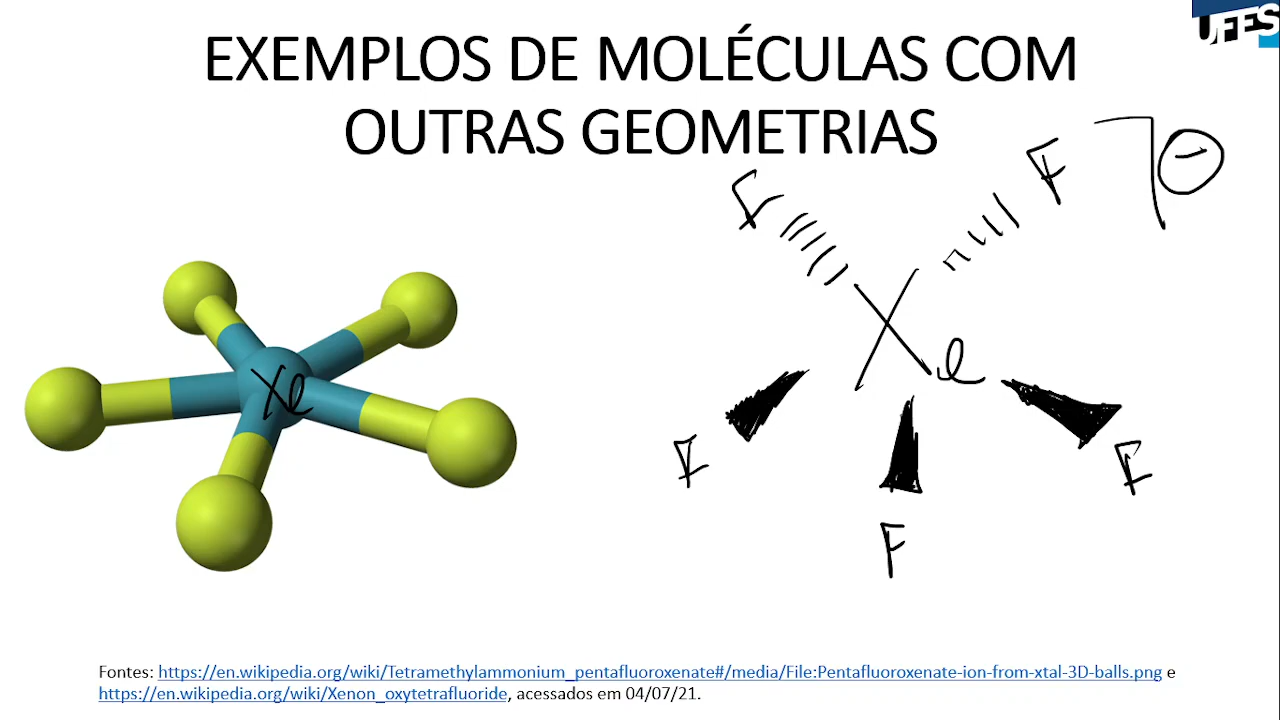 UFES
EXEMPLOS DE MOLÉCULAS COM
OUTRAS GEOMETRIAS
F F ⊖
Xe
Xe
F F
F
Fontes: https://en.wikipedia.org/wiki/Tetramethylammonium_pentafluoroxenate#/media/File:Pentafluoroxenate-ion-from-xtal-3D-balls.png e
https://en.wikipedia.org/wiki/Xenon_oxytetrafluoride, acessados em 04/07/21.